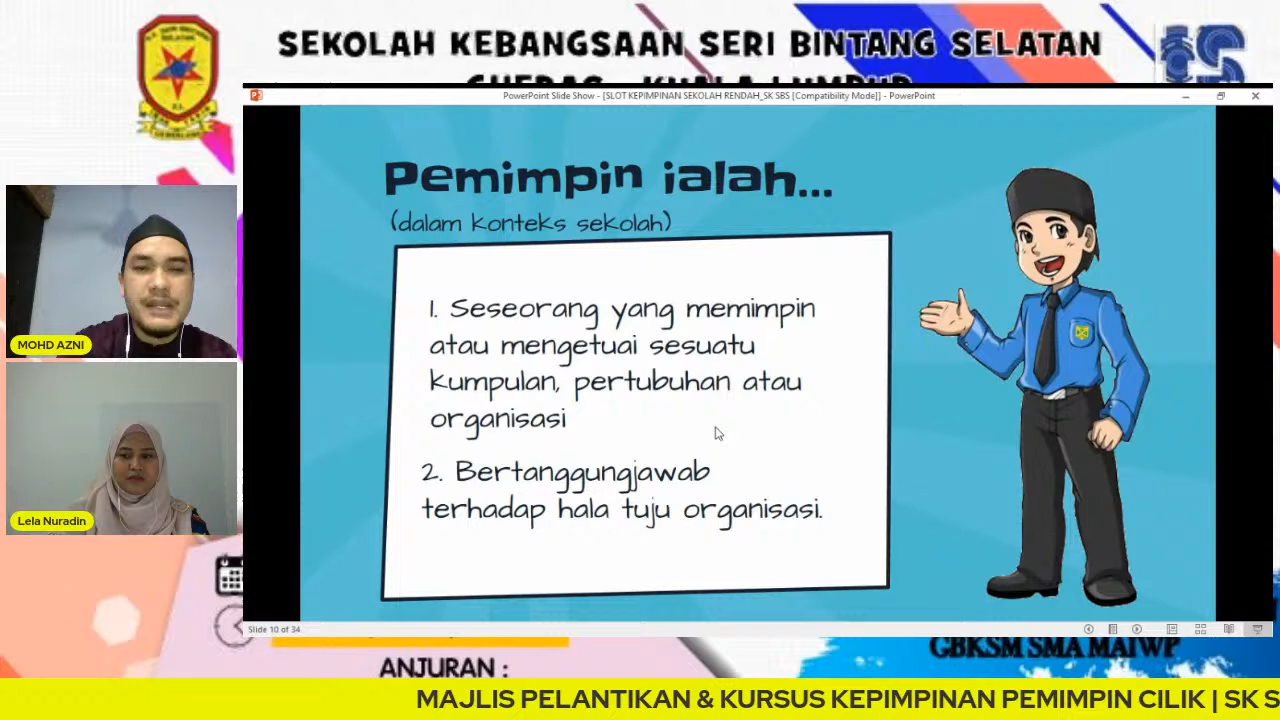 SEKOLAH KEBANGSAAN SERI BINTANG SELATAN
CHERAS, KUALA LUMPUR
PowerPoint Slide Show - [SLOT KEPIMPINAN SEKOLAH RENDAH_SK SBS [Compatibility Mode]] - PowerPoint
Pemimpin ialah...
(dalam konteks sekolah)
1. Seseorang yang memimpin
atau mengetuai sesuatu
kumpulan, pertubuhan atau
organisasi
2. Bertanggungjawab
terhadap hala tuju organisasi.
MOHD AZNI
Lela Nuradin
Slide 10 of 34
GBKSM SMA MAIWP
ANJURAN :
MAJLIS PELANTIKAN & KURSUS KEPIMPINAN PEMIMPIN CILIK | SK S